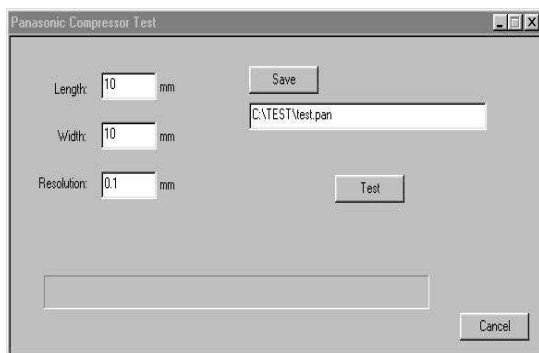 Panasonic Compressor Test
Length: 10 mm
Save
C:\TEST\test.pan
Width: 10 mm
Resolution: 0.1 mm
Test
Cancel